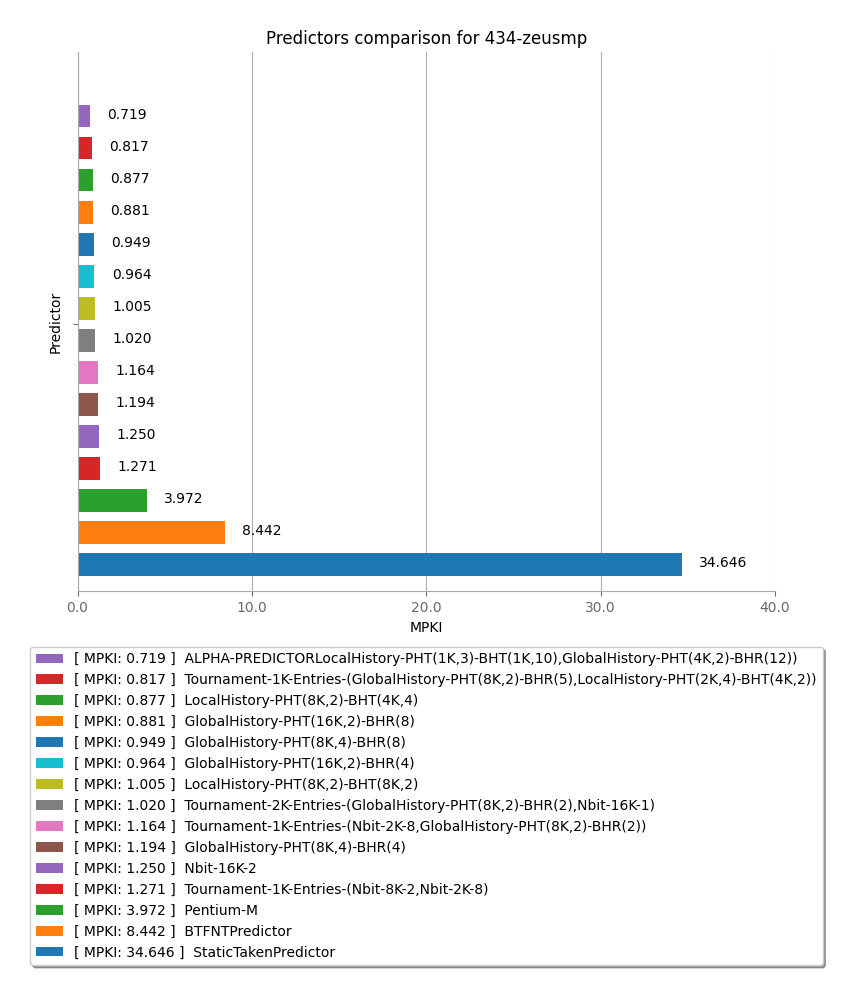 Predictors comparison for 434-zeusmp
0.719
0.817
0.877
0.881
0.949
0.964
1.005
1.020
1.164
1.194
1.250
1.271
3.972
8.442
34.646
Predictor
0.0 10.0 20.0 30.0 40.0
MPKI
[ MPKI: 0.719 ] ALPHA-PREDICTORLocalHistory-PHT(1K,3)-BHT(1K,10),GlobalHistory-PHT(4K,2)-BHR(12))
[ MPKI: 0.817 ] Tournament-1K-Entries-(GlobalHistory-PHT(8K,2)-BHR(5),LocalHistory-PHT(2K,4)-BHT(4K,2))
[ MPKI: 0.877 ] LocalHistory-PHT(8K,2)-BHT(4K,4)
[ MPKI: 0.881 ] GlobalHistory-PHT(16K,2)-BHR(8)
[ MPKI: 0.949 ] GlobalHistory-PHT(8K,4)-BHR(8)
[ MPKI: 0.964 ] GlobalHistory-PHT(16K,2)-BHR(4)
[ MPKI: 1.005 ] LocalHistory-PHT(8K,2)-BHT(8K,2)
[ MPKI: 1.020 ] Tournament-2K-Entries-(GlobalHistory-PHT(8K,2)-BHR(2),Nbit-16K-1)
[ MPKI: 1.164 ] Tournament-1K-Entries-(Nbit-2K-8,GlobalHistory-PHT(8K,2)-BHR(2))
[ MPKI: 1.194 ] GlobalHistory-PHT(8K,4)-BHR(4)
[ MPKI: 1.250 ] Nbit-16K-2
[ MPKI: 1.271 ] Tournament-1K-Entries-(Nbit-8K-2,Nbit-2K-8)
[ MPKI: 3.972 ] Pentium-M
[ MPKI: 8.442 ] BTFNTPredictor
[ MPKI: 34.646 ] StaticTakenPredictor